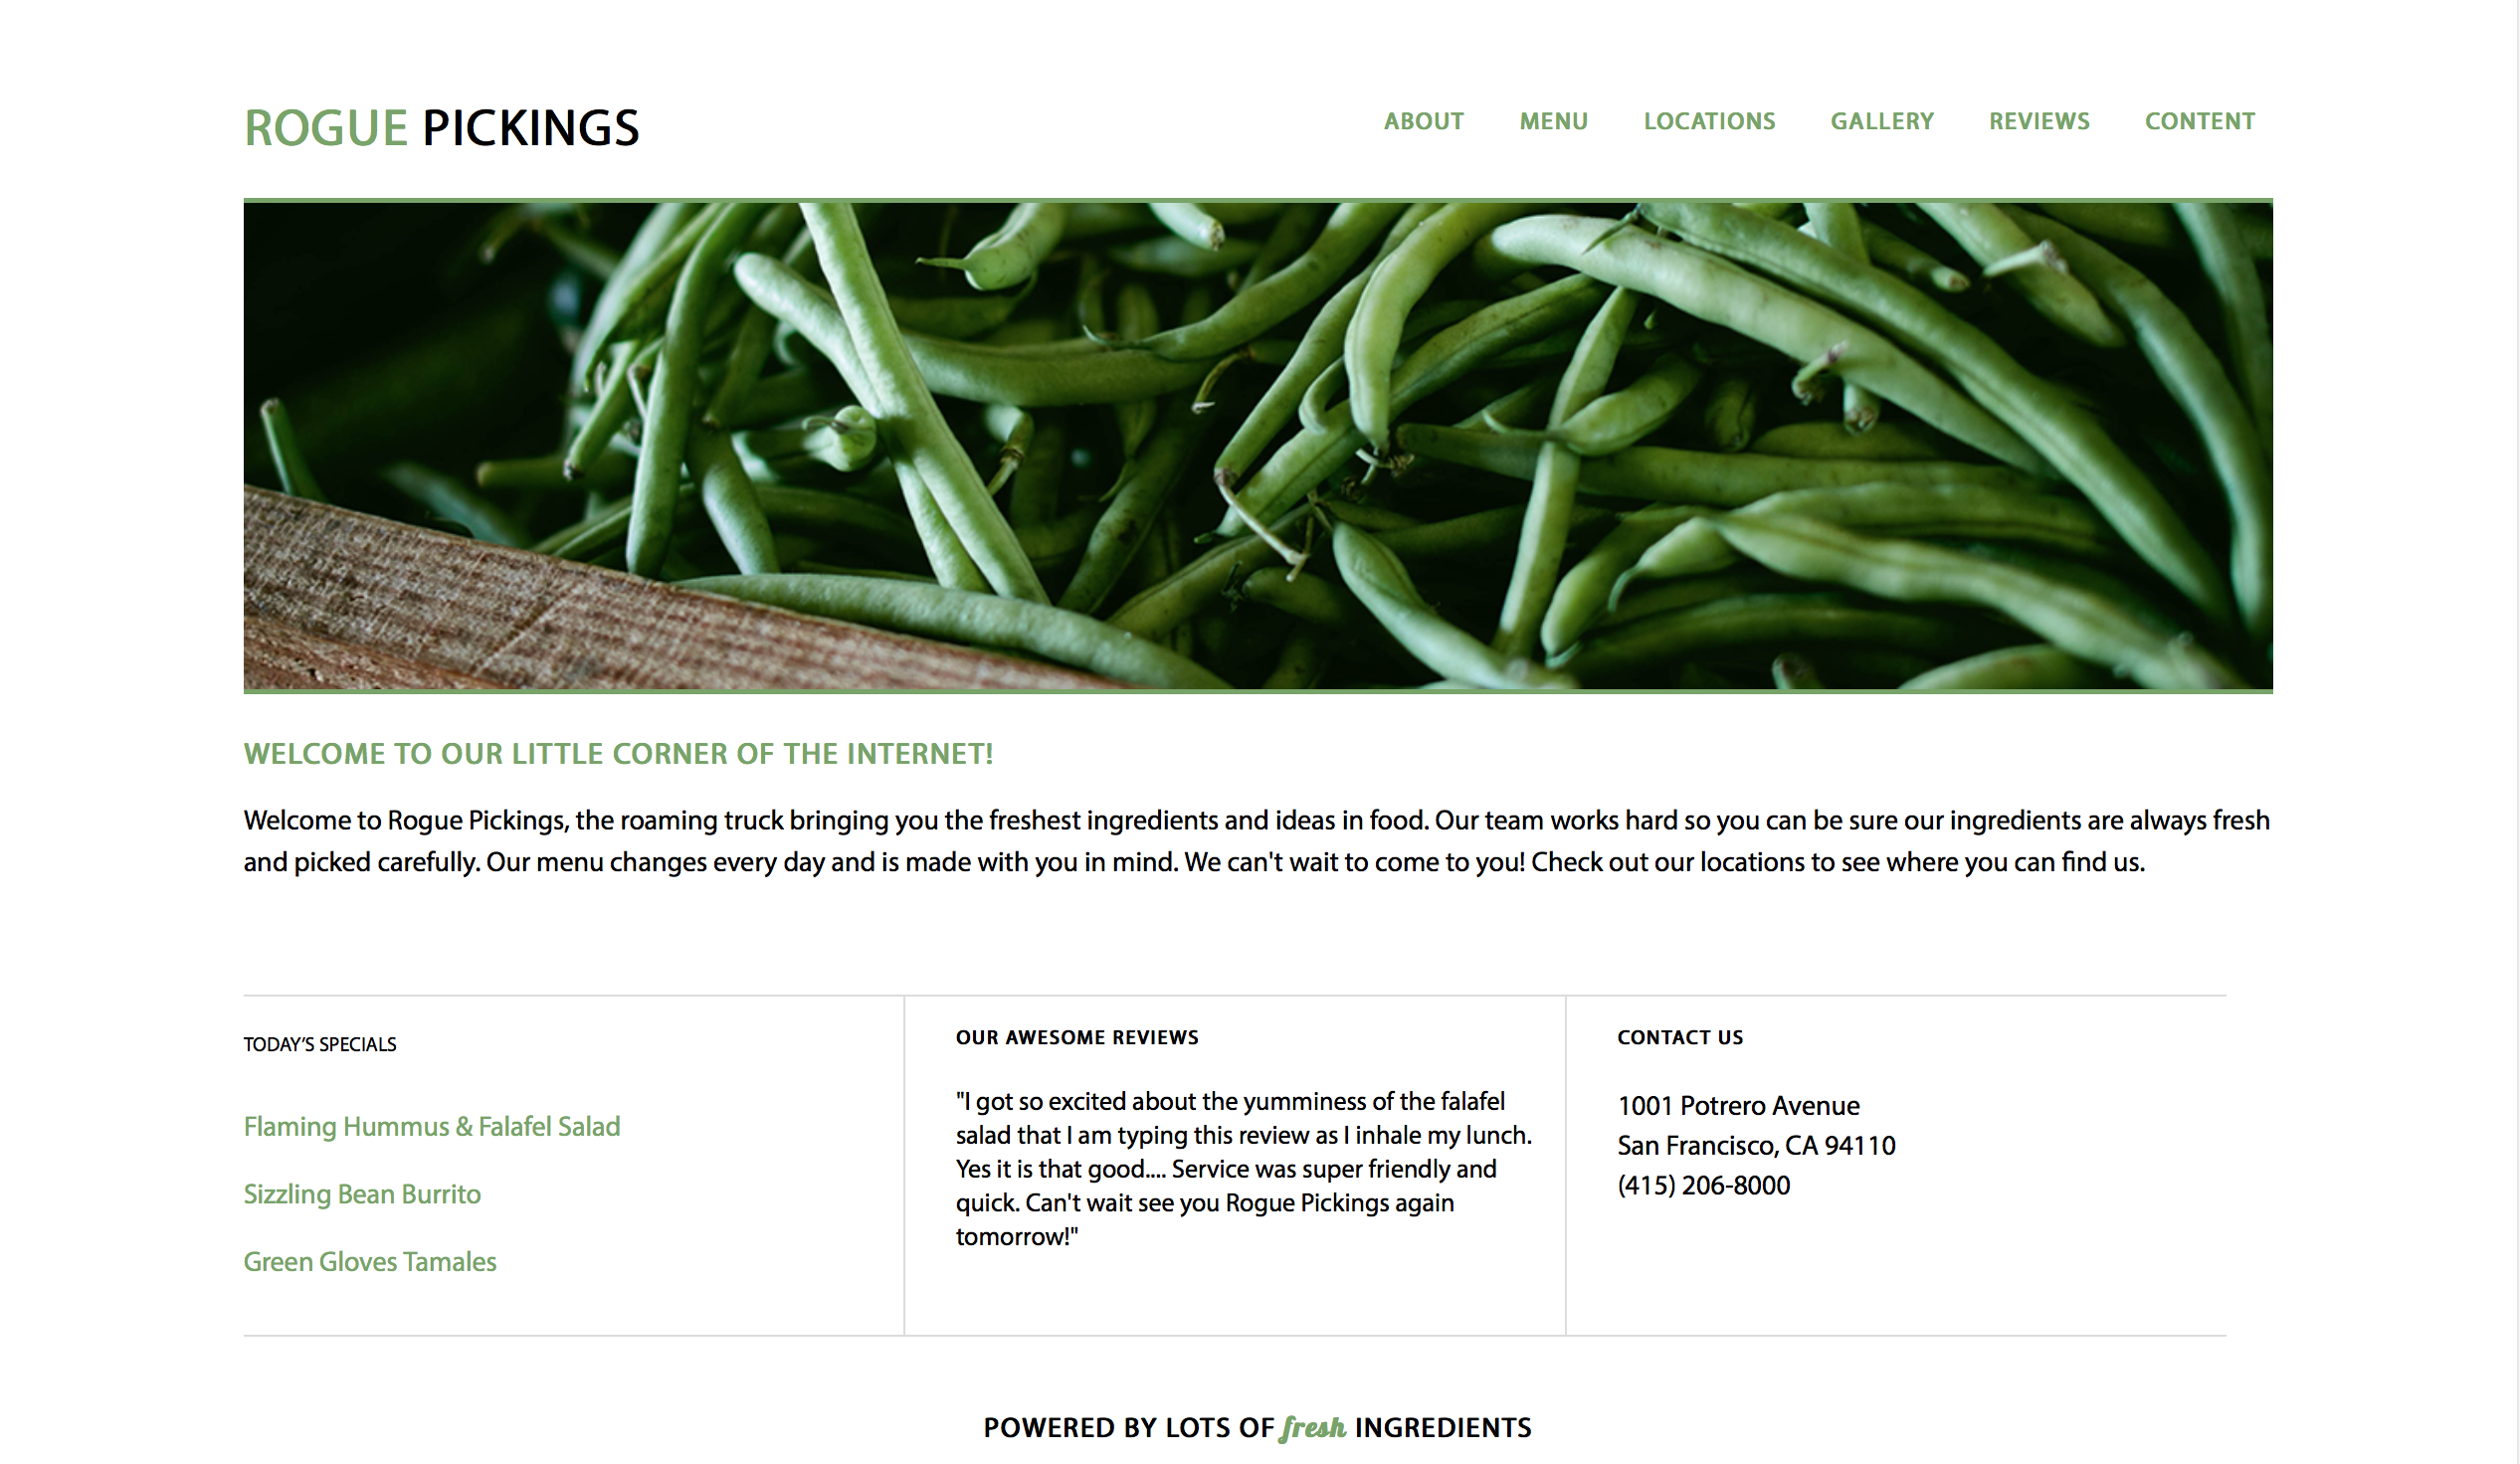 ROGUE PICKINGS
ABOUT MENU LOCATIONS GALLERY REVIEWS CONTENT
WELCOME TO OUR LITTLE CORNER OF THE INTERNET!
Welcome to Rogue Pickings, the roaming truck bringing you the freshest ingredients and ideas in food. Our team works hard so you can be sure our ingredients are always fresh
and picked carefully. Our menu changes every day and is made with you in mind. We can't wait to come to you! Check out our locations to see where you can find us.
TODAY’S SPECIALS
Flaming Hummus & Falafel Salad
Sizzling Bean Burrito
Green Gloves Tamales
OUR AWESOME REVIEWS
"I got so excited about the yumminess of the falafel
salad that I am typing this review as I inhale my lunch.
Yes it is that good.... Service was super friendly and
quick. Can't wait see you Rogue Pickings again
tomorrow!"
CONTACT US
1001 Potrero Avenue
San Francisco, CA 94110
(415) 206-8000
POWERED BY LOTS OF fresh INGREDIENTS